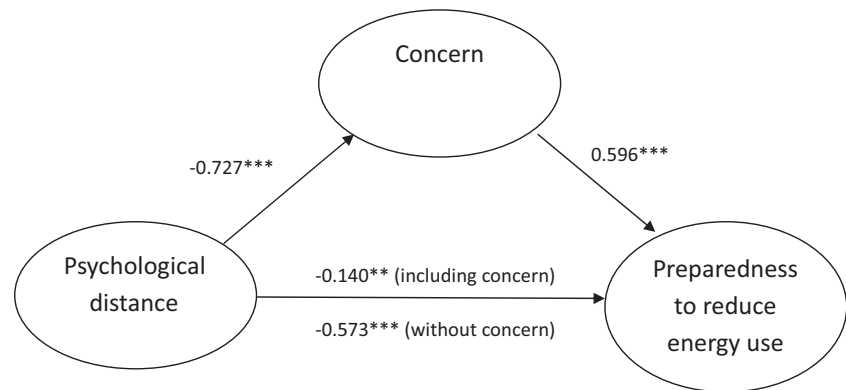 Concern
-0.727***
0.596***
Psychological
distance
-0.140** (including concern)
-0.573*** (without concern)
Preparedness
to reduce
energy use